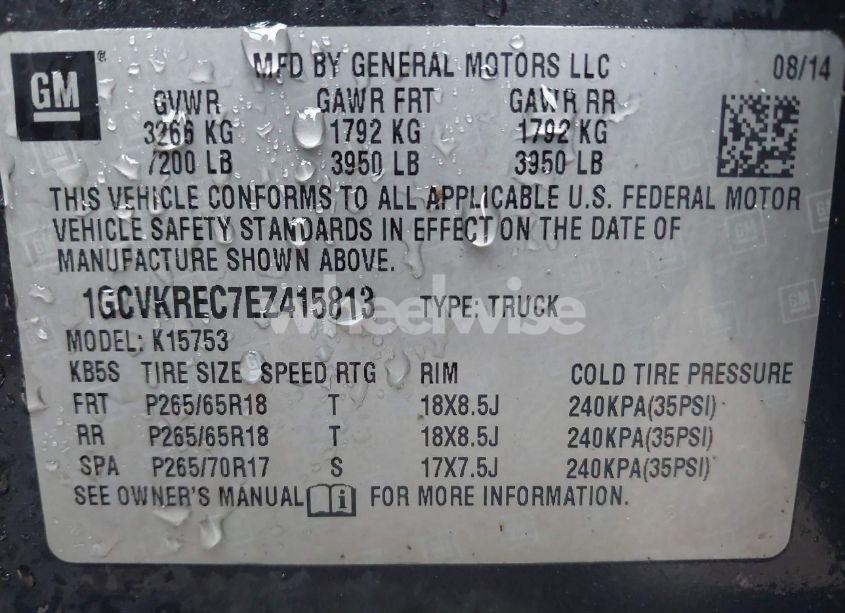 GM®
MFD BY GENERAL MOTORS LLC 08/14
GVWR GAWR FRT GAWR RR
3266 KG 1792 KG 1792 KG
7200 LB 3950 LB 3950 LB
THIS VEHICLE CONFORMS TO ALL APPLICABLE U.S. FEDERAL MOTOR
VEHICLE SAFETY STANDARDS IN EFFECT ON THE DATE OF
MANUFACTURE SHOWN ABOVE.
1GCVKREC7EZ415813 TYPE: TRUCK
wheelwise
MODEL: K15753
KB5S TIRE SIZE SPEED RTG RIM COLD TIRE PRESSURE
FRT P265/65R18 T 18X8.5J 240KPA(35PSI)
RR P265/65R18 T 18X8.5J 240KPA(35PSI)
SPA P265/70R17 S 17X7.5J 240KPA(35PSI)
SEE OWNER'S MANUAL i FOR MORE INFORMATION.